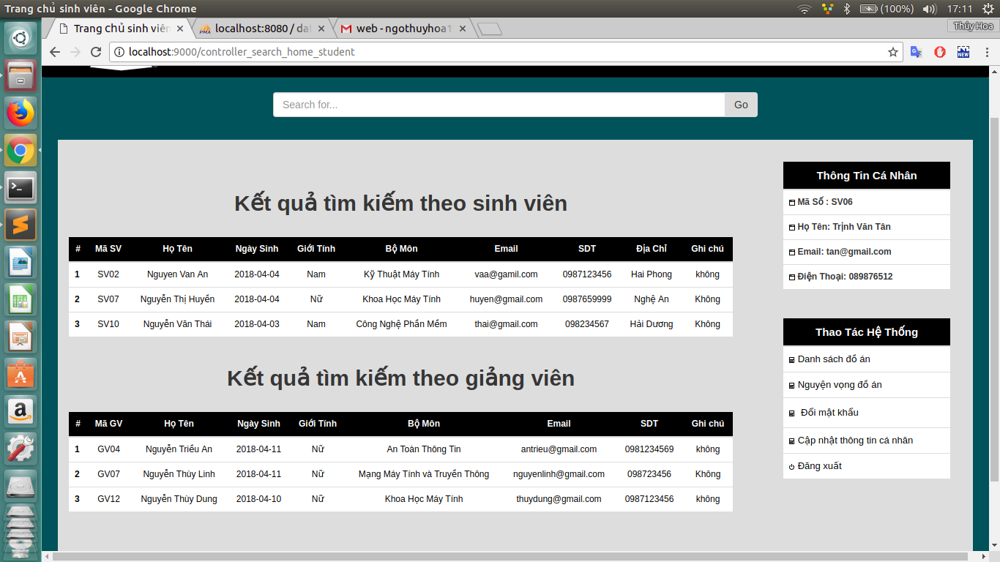 Trang chủ sinh viên - Google Chrome
(100%) 17:11
Trang chủ sinh viên
localhost:8080 / dat
web - ngothuyhoa1
Thúy Hoa
localhost:9000/controller_search_home_student
NEW
Search for... Go
Kết quả tìm kiếm theo sinh viên
# Mã SV Họ Tên Ngày Sinh Giới Tính Bộ Môn Email SDT Địa Chỉ Ghi chú
1 SV02 Nguyen Van An 2018-04-04 Nam Kỹ Thuật Máy Tính vaa@gamil.com 0987123456 Hai Phong không
2 SV07 Nguyễn Thị Huyền 2018-04-04 Nữ Khoa Học Máy Tính huyen@gmail.com 0987659999 Nghệ An Không
3 SV10 Nguyễn Văn Thái 2018-04-03 Nam Công Nghệ Phần Mềm thai@gmail.com 098234567 Hải Dương Không
Kết quả tìm kiếm theo giảng viên
# Mã GV Họ Tên Ngày Sinh Giới Tính Bộ Môn Email SDT Ghi chú
1 GV04 Nguyễn Triều An 2018-04-11 Nữ An Toàn Thông Tin antrieu@gmail.com 0981234569 không
2 GV07 Nguyễn Thùy Linh 2018-04-11 Nữ Mạng Máy Tính và Truyền Thông nguyenlinh@gmail.com 098723456 Không
3 GV12 Nguyễn Thùy Dung 2018-04-10 Nữ Khoa Học Máy Tính thuydung@gmail.com 0987123456 không
Thông Tin Cá Nhân
Mã Số : SV06
Họ Tên: Trịnh Văn Tân
Email: tan@gmail.com
Điện Thoại: 089876512
Thao Tác Hệ Thống
Danh sách đồ án
Nguyện vọng đồ án
Đổi mật khẩu
Cập nhật thông tin cá nhân
Đăng xuất